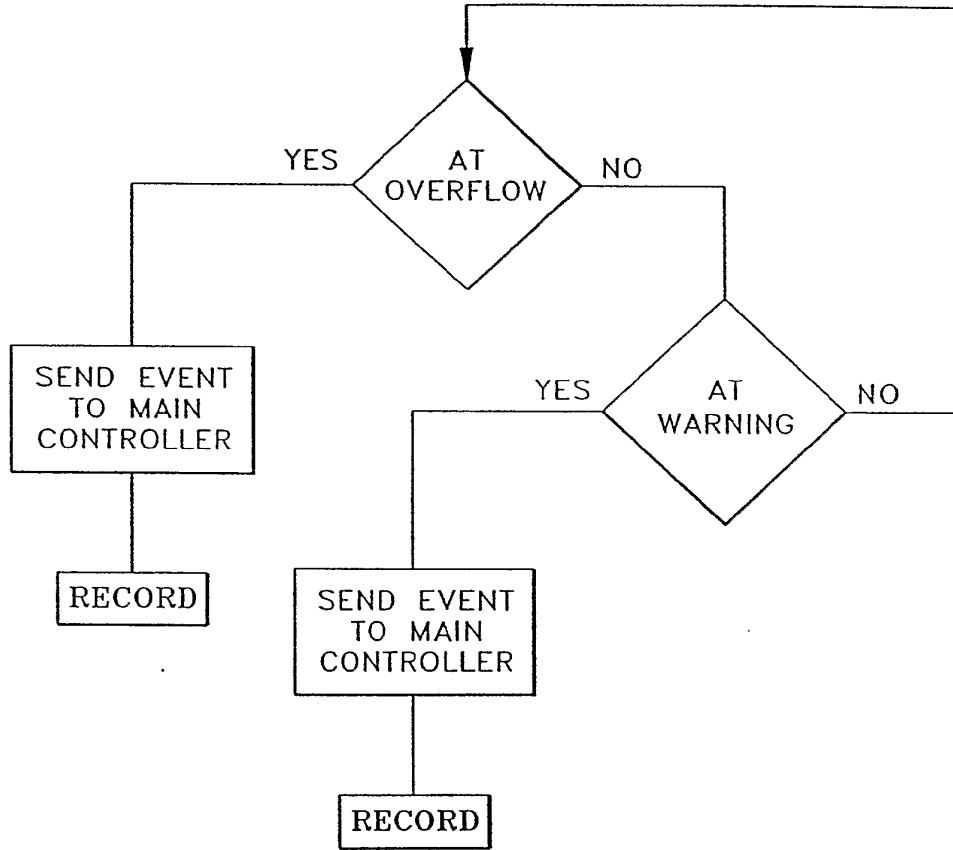 YES
AT
OVERFLOW
NO
SEND EVENT
TO MAIN
CONTROLLER
YES
AT
WARNING
NO
RECORD
SEND EVENT
TO MAIN
CONTROLLER
RECORD